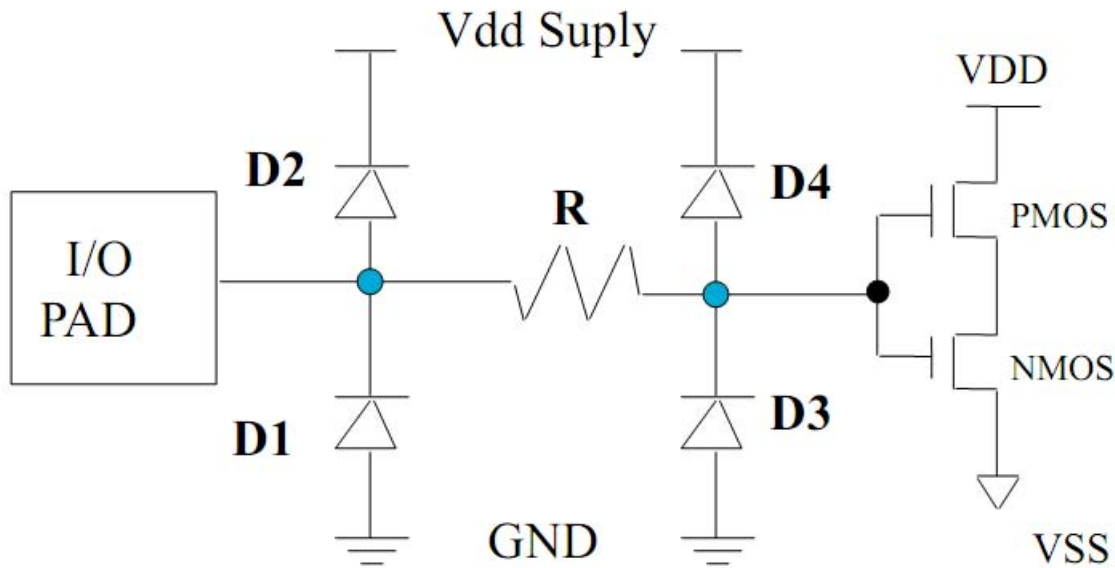 Vdd Suply
VDD
D2
D4
R
PMOS
I/O
PAD
NMOS
D1
D3
GND
VSS